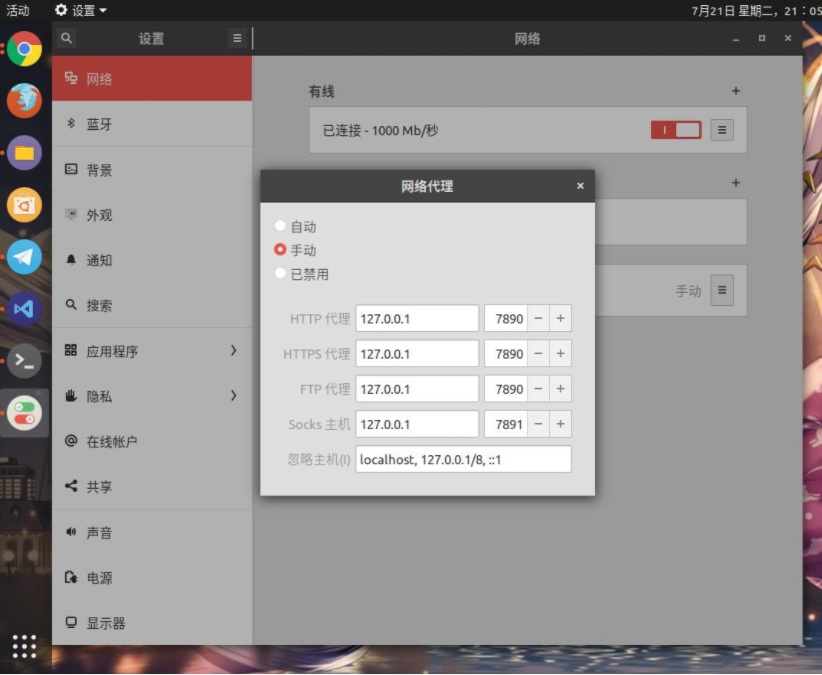 活动 设置 7月21日 星期二，21：05
设置 网络
网络
蓝牙
背景
外观
通知
搜索
应用程序
隐私
在线帐户
共享
声音
电源
显示器
有线
已连接 - 1000 Mb/秒
手动
网络代理
自动
手动
已禁用
HTTP 代理 127.0.0.1 7890 − +
HTTPS 代理 127.0.0.1 7890 − +
FTP 代理 127.0.0.1 7890 − +
Socks 主机 127.0.0.1 7891 − +
忽略主机(I) localhost, 127.0.0.1/8, ::1